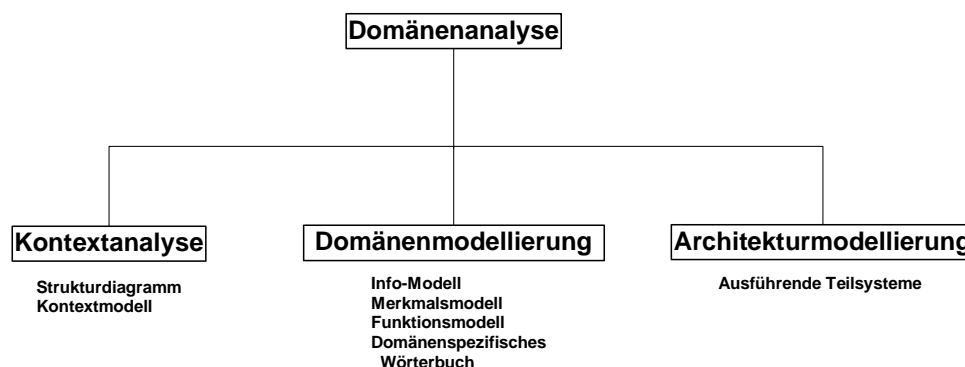 Domänenanalyse
Kontextanalyse
Strukturdiagramm
Kontextmodell
Domänenmodellierung
Info-Modell
Merkmalsmodell
Funktionsmodell
Domänenspezifisches
Wörterbuch
Architekturmodellierung
Ausführende Teilsysteme